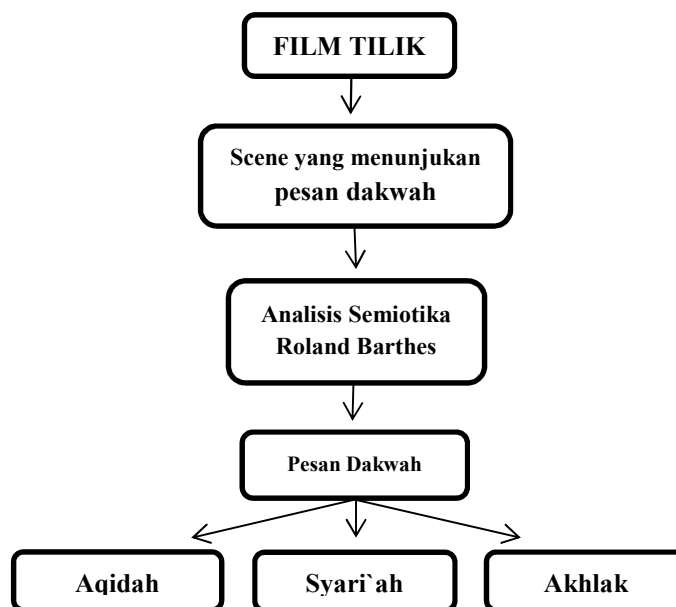 FILM TILIK
Scene yang menunjukan
pesan dakwah
Analisis Semiotika
Roland Barthes
Pesan Dakwah
Aqidah
Syari`ah
Akhlak